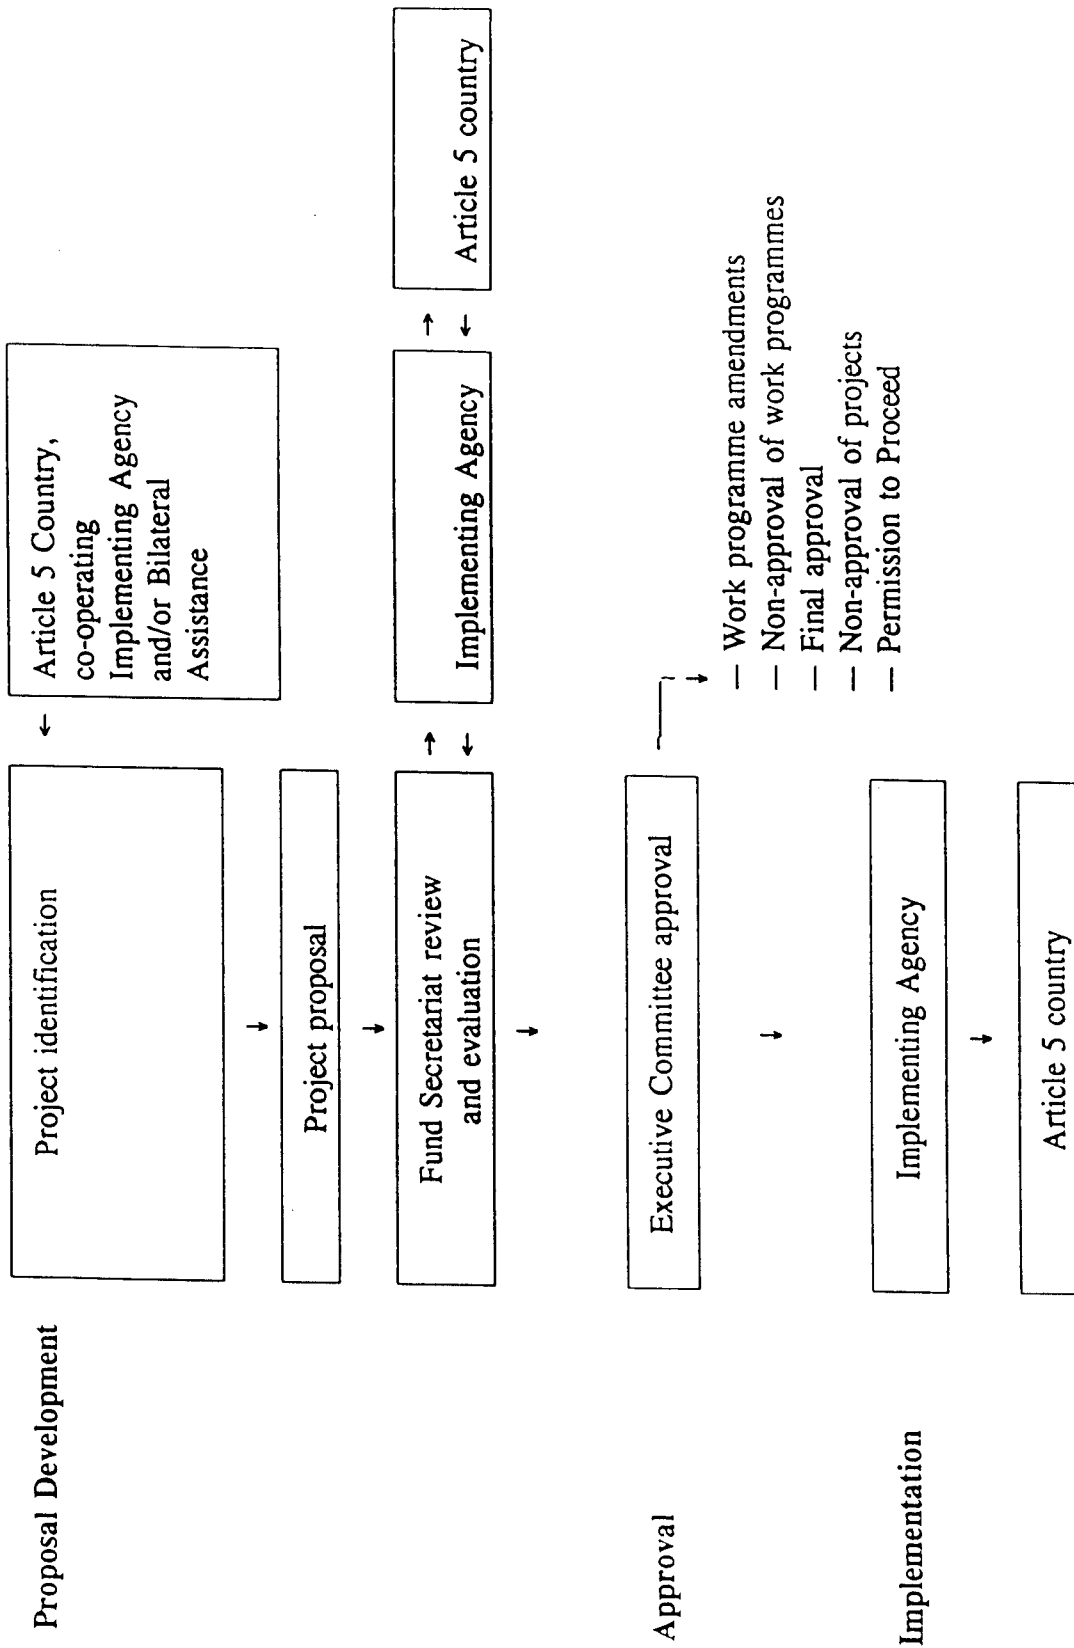 Proposal Development
Project identification
←
Article 5 Country,
co-operating
Implementing Agency
and/or Bilateral
Assistance
↓
Project proposal
↓
Fund Secretariat review
and evaluation
→
←
Implementing Agency
→
←
Article 5 country
↓
Approval
Executive Committee approval
↓
— Work programme amendments
— Non-approval of work programmes
— Final approval
— Non-approval of projects
— Permission to Proceed
↓
Implementation
Implementing Agency
↓
Article 5 country